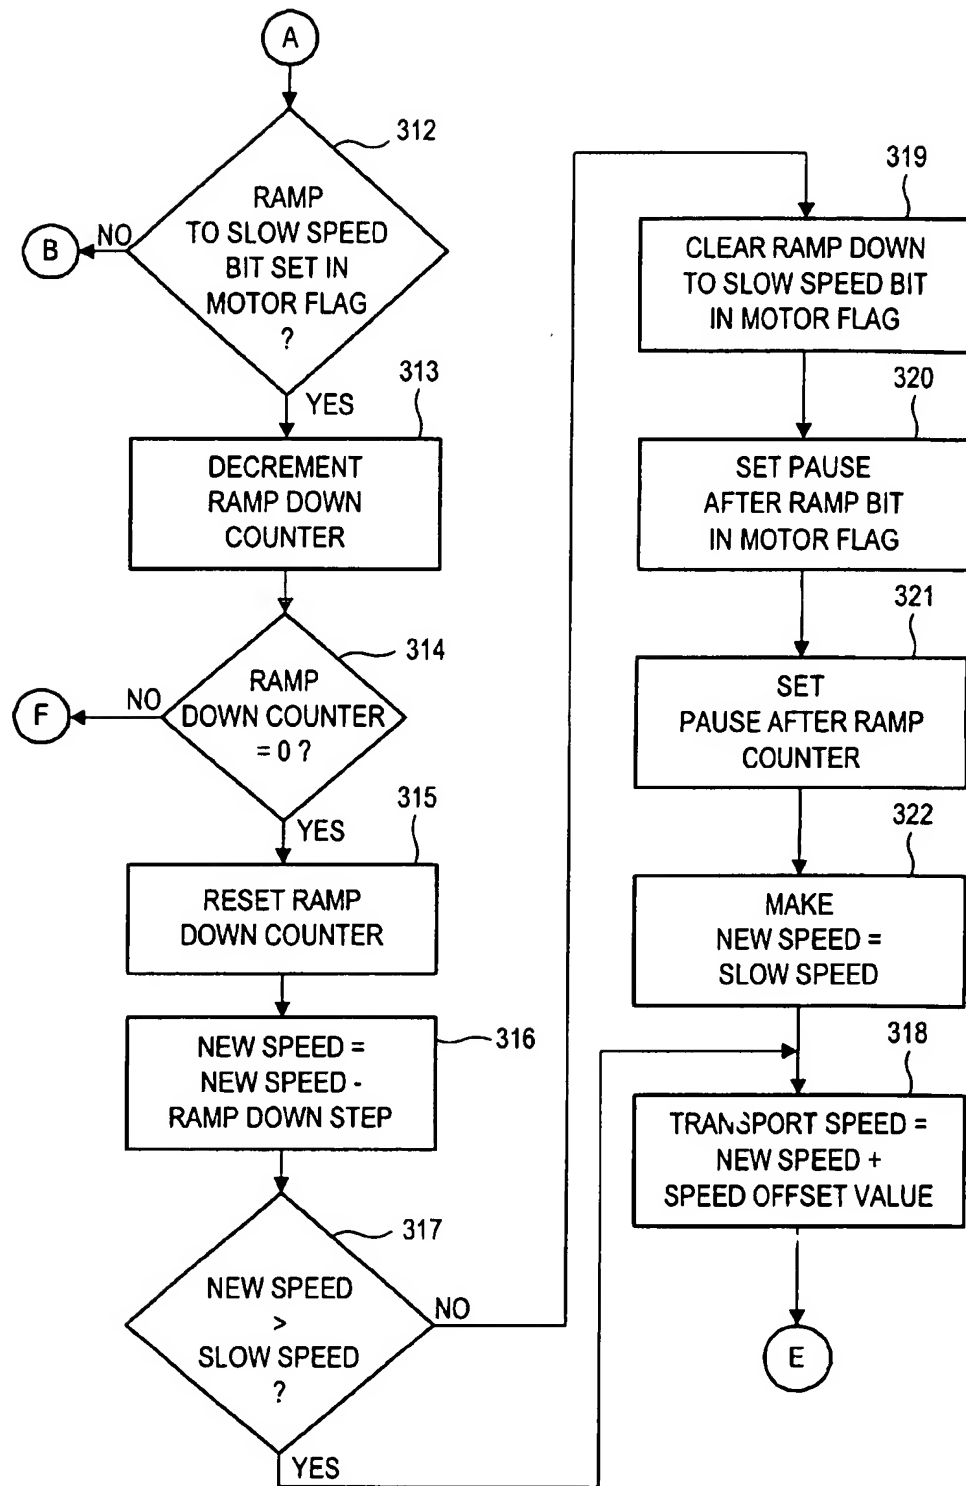 A
312
RAMP
TO SLOW SPEED
BIT SET IN
MOTOR FLAG
?
NO
B
YES
313
DECREMENT
RAMP DOWN
COUNTER
314
RAMP
DOWN COUNTER
= 0 ?
NO
F
YES
315
RESET RAMP
DOWN COUNTER
316
NEW SPEED =
NEW SPEED -
RAMP DOWN STEP
317
NEW SPEED
>
SLOW SPEED
?
NO
YES
319
CLEAR RAMP DOWN
TO SLOW SPEED BIT
IN MOTOR FLAG
320
SET PAUSE
AFTER RAMP BIT
IN MOTOR FLAG
321
SET
PAUSE AFTER RAMP
COUNTER
322
MAKE
NEW SPEED =
SLOW SPEED
318
TRANSPORT SPEED =
NEW SPEED +
SPEED OFFSET VALUE
E